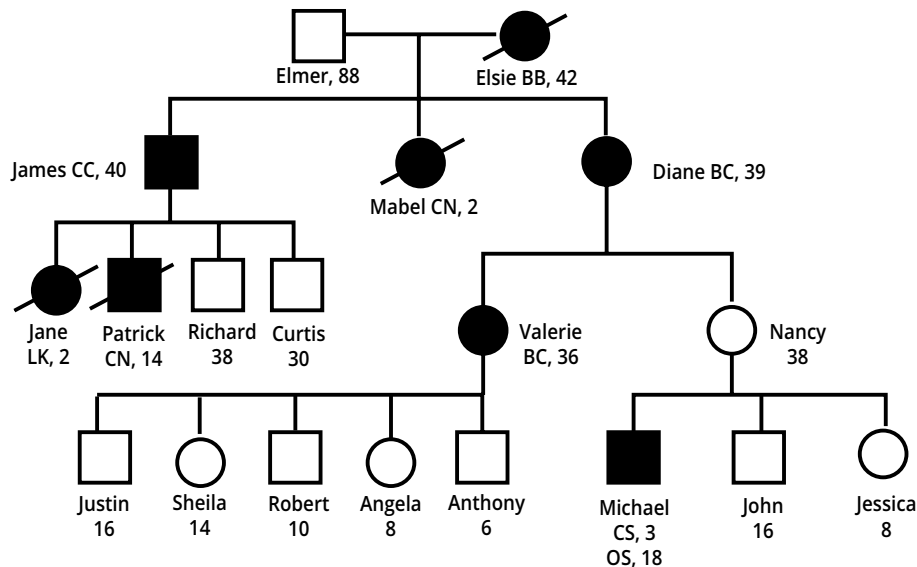 Elmer, 88
Elsie BB, 42
James CC, 40
Mabel CN, 2
Diane BC, 39
Jane
LK, 2
Patrick
CN, 14
Richard
38
Curtis
30
Valerie
BC, 36
Nancy
38
Justin
16
Sheila
14
Robert
10
Angela
8
Anthony
6
Michael
CS, 3
OS, 18
John
16
Jessica
8